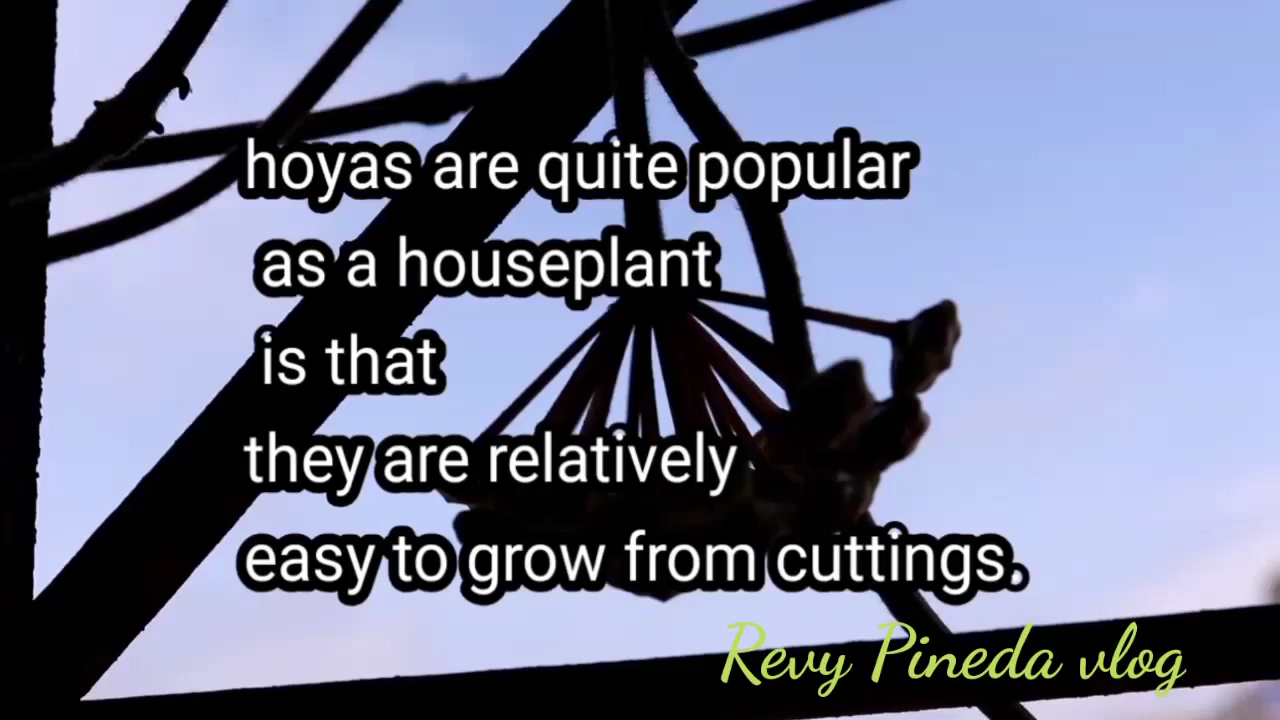 hoyas are quite popular
as a houseplant
is that
they are relatively
easy to grow from cuttings.
Revy Pineda vlog